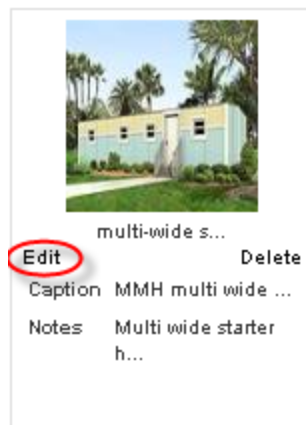 multi-wide s...
Edit Delete
Caption MMH multi wide ...
Notes Multi wide starter
h...